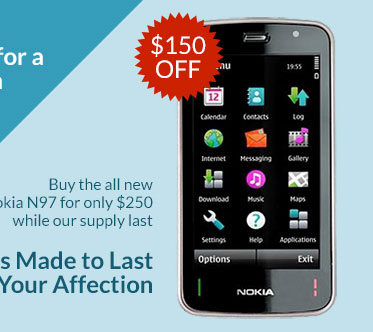 for a
$150
OFF
nu
19:55
12
Calendar
Contacts
Log
Internet
Messaging
Gallery
Download
Music
Maps
Settings
Help
Applications
Options
Exit
NOKIA
Buy the all new
okia N97 for only $250
while our supply last
s Made to Last
Your Affection